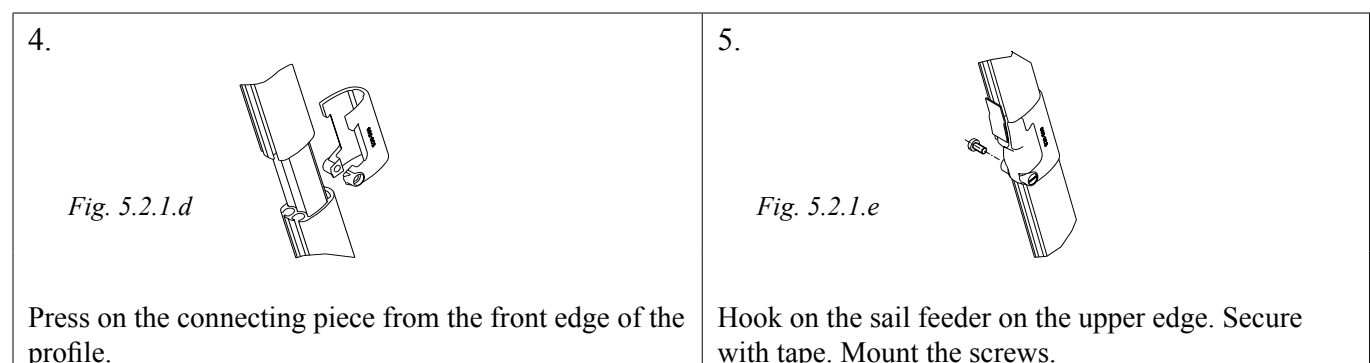 4.
Fig. 5.2.1.d
Press on the connecting piece from the front edge of the
profile.
5.
Fig. 5.2.1.e
Hook on the sail feeder on the upper edge. Secure
with tape. Mount the screws.